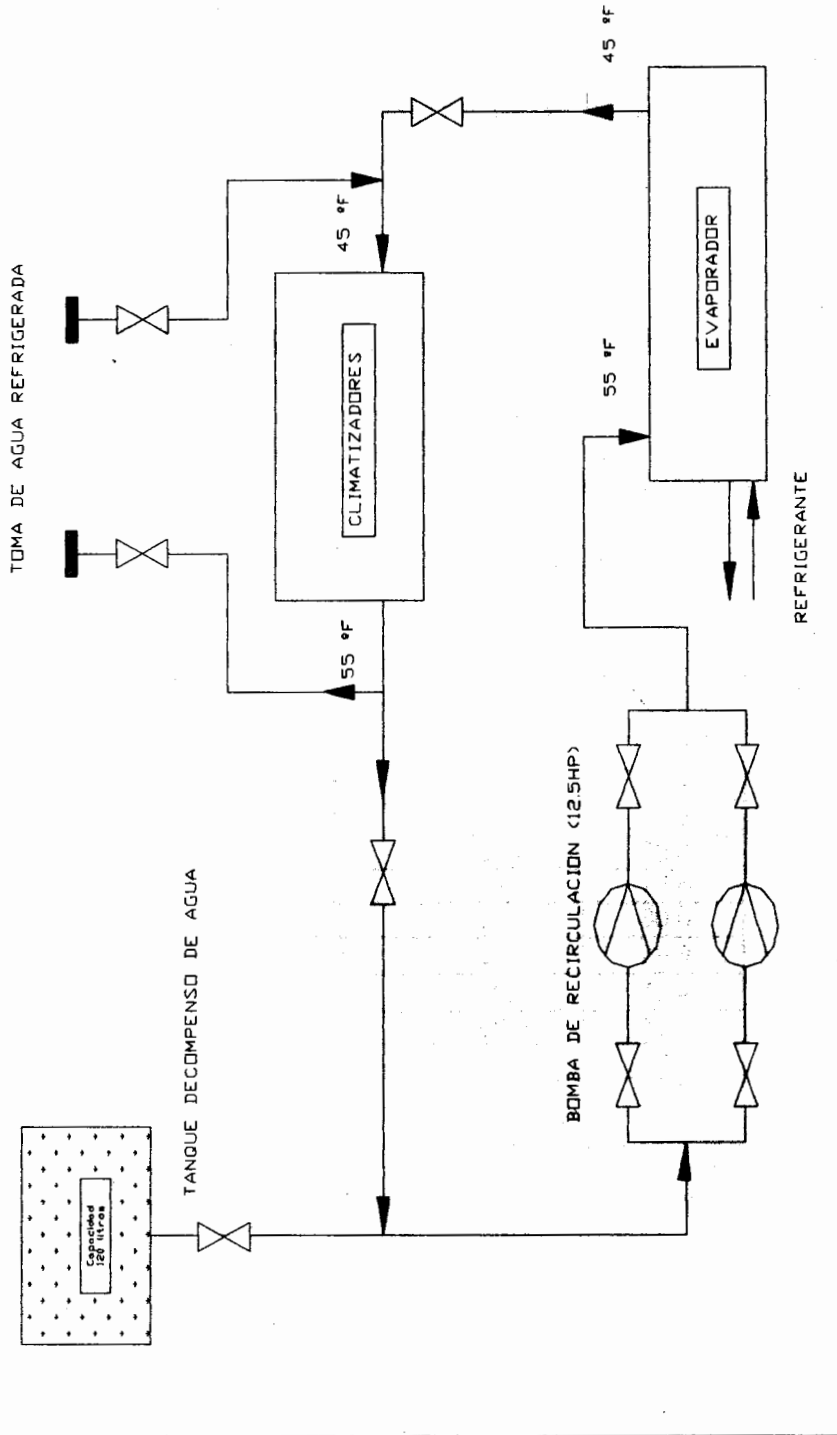 TOMA DE AGUA REFRIGERADA
TANQUE DECOMPENSO DE AGUA
Capacidad
120 litros
55 ºF
CLIMATIZADORES
45 ºF
BOMBA DE RECIRCULACION (12.5HP)
55 ºF
45 ºF
EVAPORADOR
REFRIGERANTE